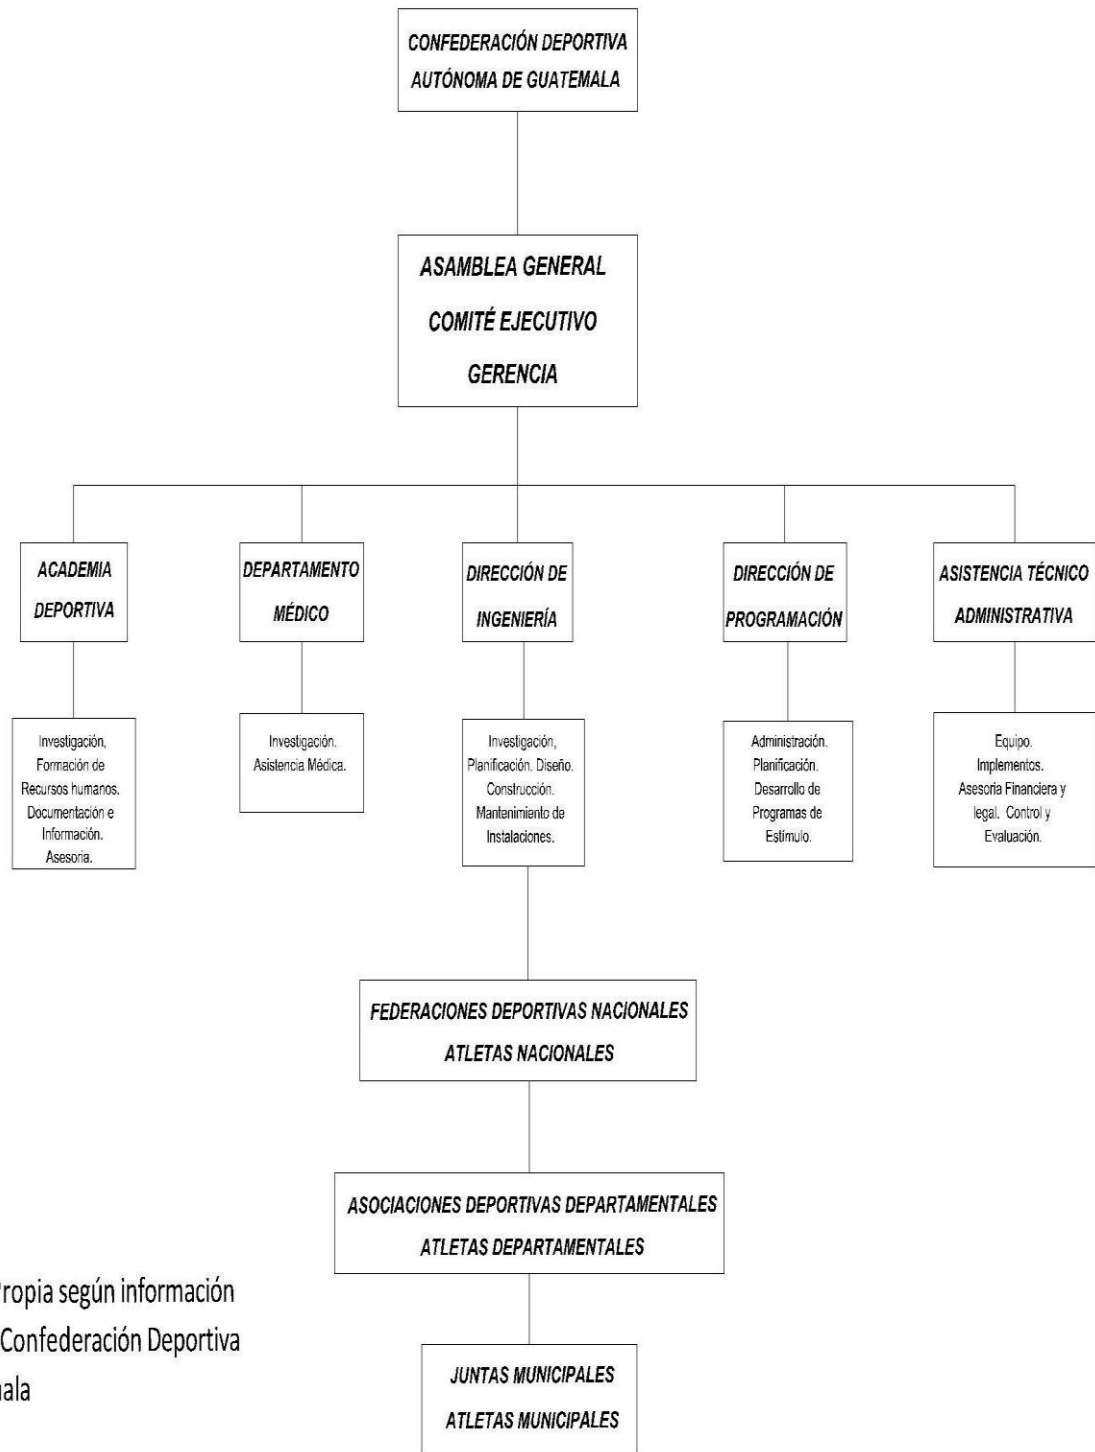 CONFEDERACIÓN DEPORTIVA
AUTÓNOMA DE GUATEMALA
ASAMBLEA GENERAL
COMITÉ EJECUTIVO
GERENCIA
ACADEMIA
DEPORTIVA
DEPARTAMENTO
MÉDICO
DIRECCIÓN DE
INGENIERÍA
DIRECCIÓN DE
PROGRAMACIÓN
ASISTENCIA TÉCNICO
ADMINISTRATIVA
Investigación,
Formación de
Recursos humanos.
Documentación e
Información.
Asesoria.
Investigación.
Asistencia Médica.
Investigación,
Planificación. Diseño.
Construcción.
Mantenimiento de
Instalaciones.
Administración.
Planificación.
Desarrollo de
Programas de
Estímulo.
Equipo.
Implementos.
Asesoria Financiera y
legal. Control y
Evaluación.
FEDERACIONES DEPORTIVAS NACIONALES
ATLETAS NACIONALES
ASOCIACIONES DEPORTIVAS DEPARTAMENTALES
ATLETAS DEPARTAMENTALES
JUNTAS MUNICIPALES
ATLETAS MUNICIPALES
Propia según información
Confederación Deportiva
nala